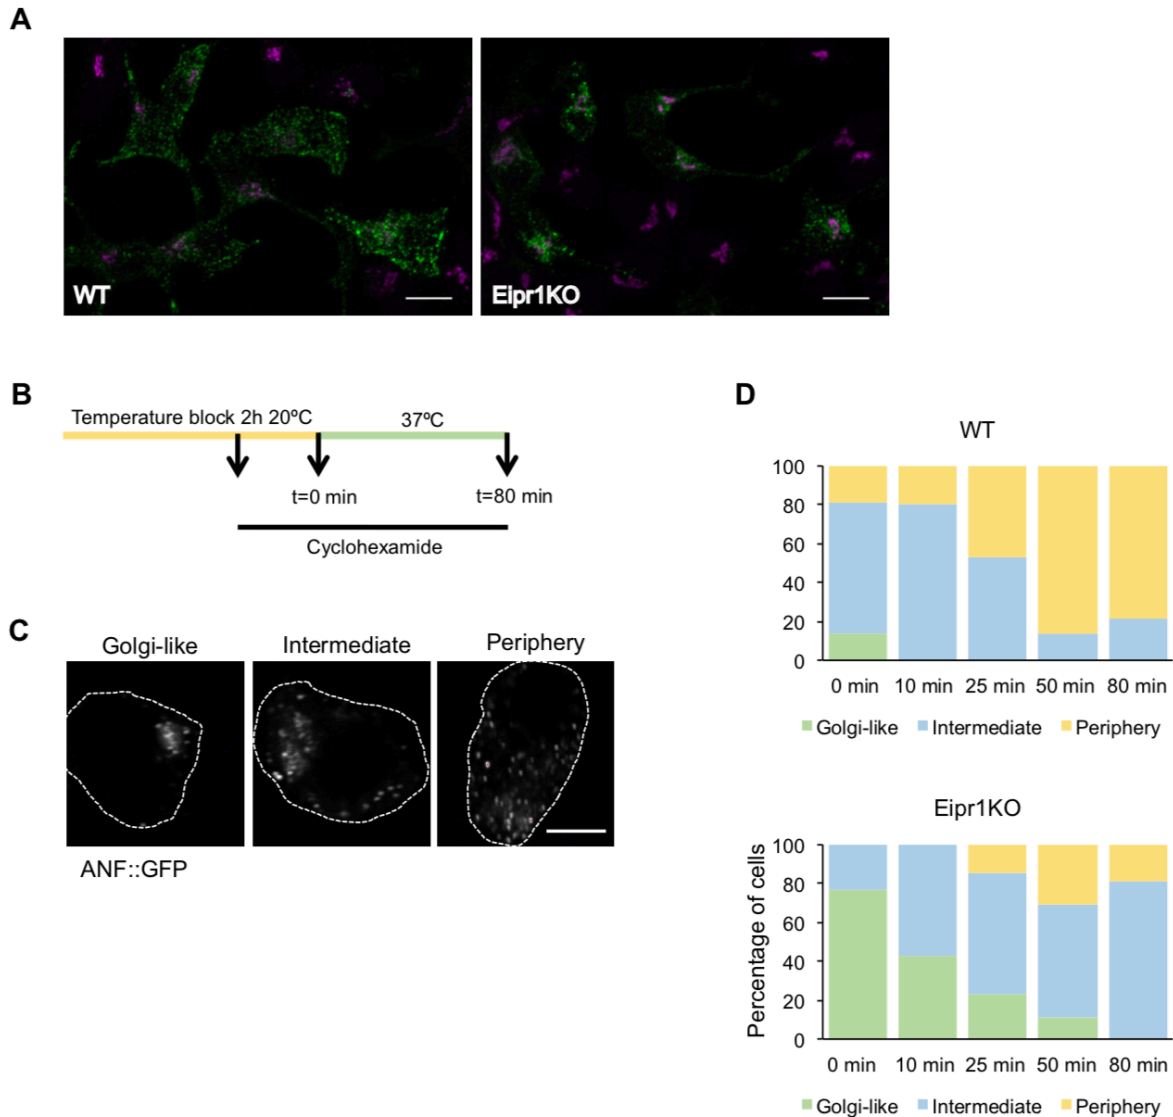 A
WT
Eipr1KO
B
Temperature block 2h 20ºC
37ºC
t=0 min
t=80 min
Cyclohexamide
C
Golgi-like
Intermediate
Periphery
ANF::GFP
D
WT
100
80
60
40
20
0
0 min 10 min 25 min 50 min 80 min
Golgi-like Intermediate Periphery
Eipr1KO
Percentage of cells
100
80
60
40
20
0
0 min 10 min 25 min 50 min 80 min
Golgi-like Intermediate Periphery